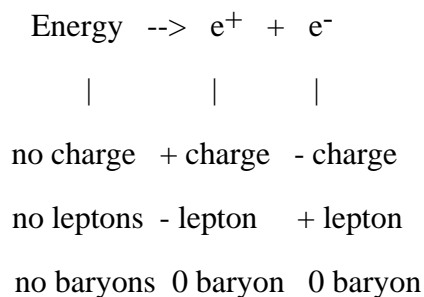 Energy --> e⁺ + e⁻
| | |
no charge + charge - charge
no leptons - lepton + lepton
no baryons 0 baryon 0 baryon